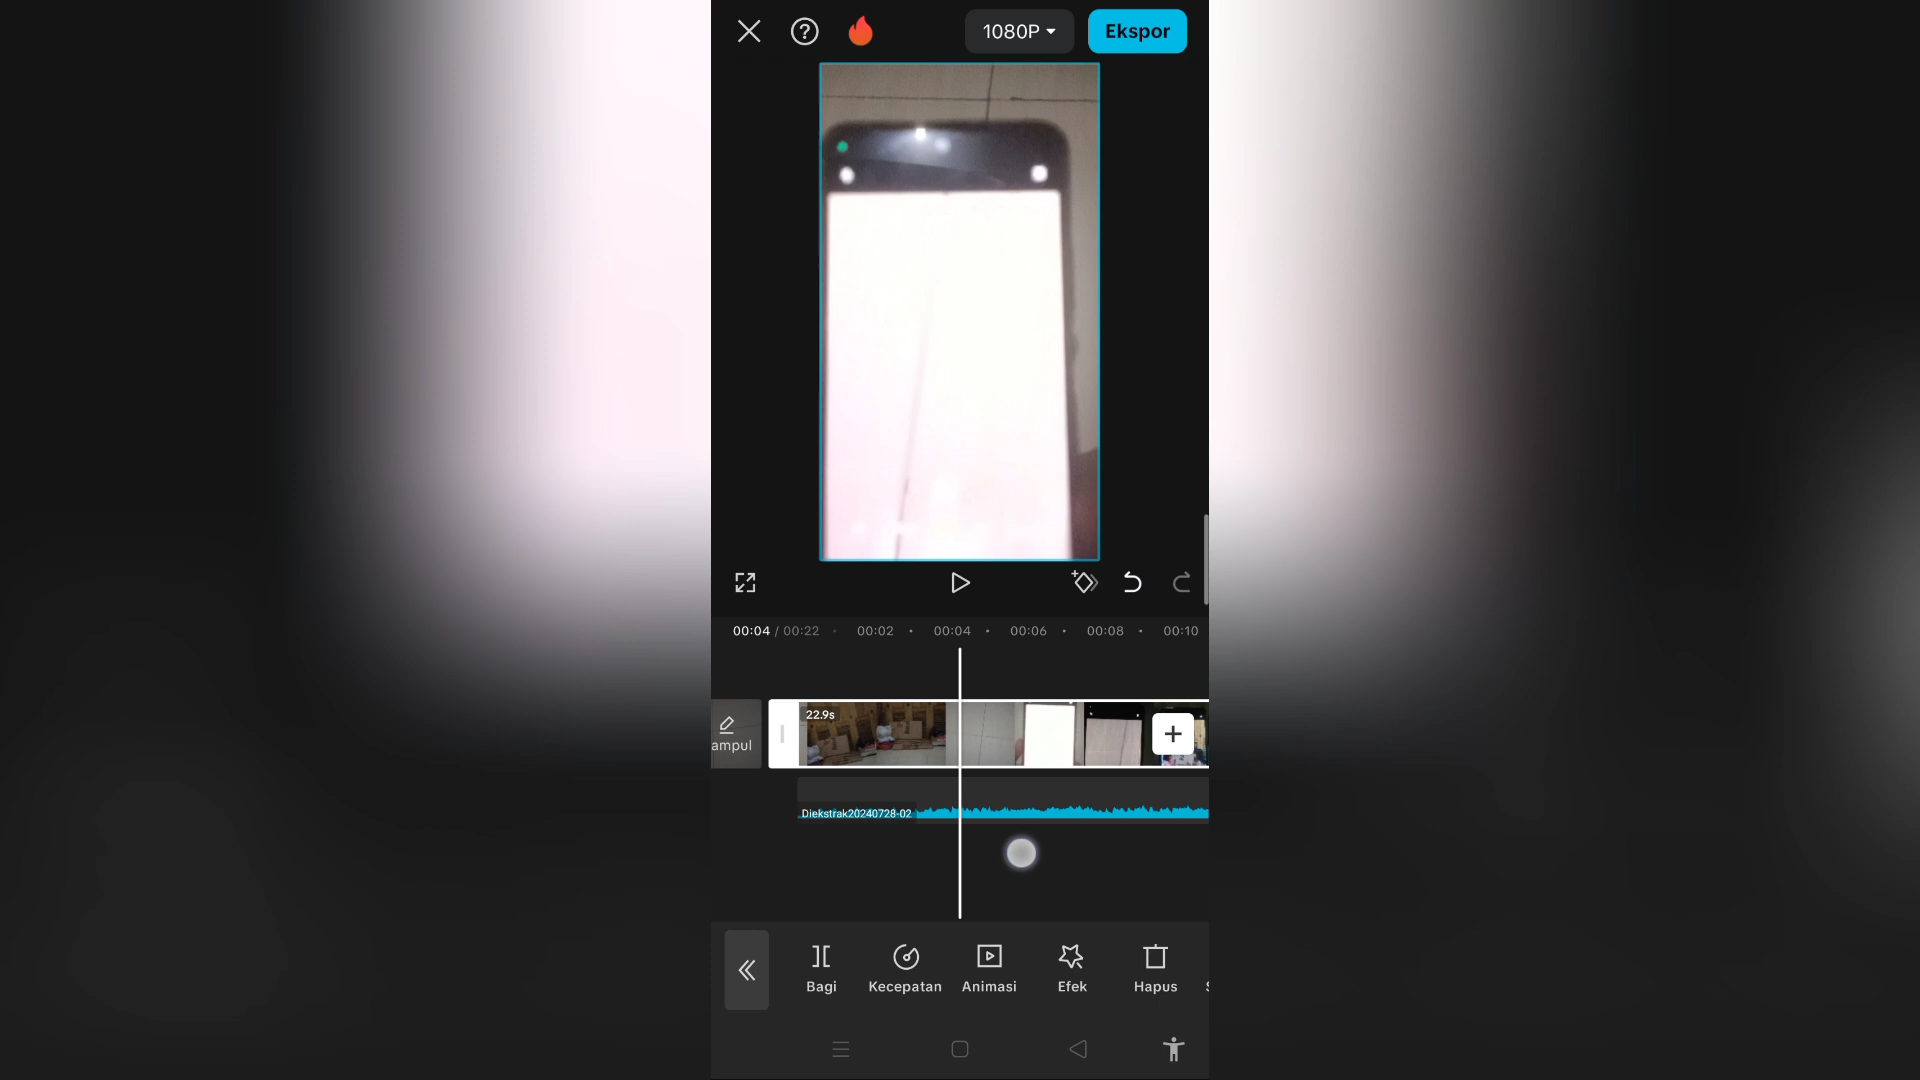 1080P
Ekspor
00:04 / 00:22
00:02
00:04
00:06
00:08
00:10
22.9s
ampul
Diekstrak20240728-02
Bagi
Kecepatan
Animasi
Efek
Hapus